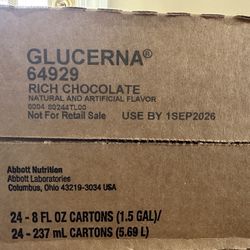 GLUCERNA®
64929
RICH CHOCOLATE
NATURAL AND ARTIFICIAL FLAVOR
0004 80244TL00
Not For Retail Sale USE BY 1SEP2026
Abbott Nutrition
Abbott Laboratories
Columbus, Ohio 43219-3034 USA
24 - 8 FL OZ CARTONS (1.5 GAL)/
24 - 237 mL CARTONS (5.69 L)